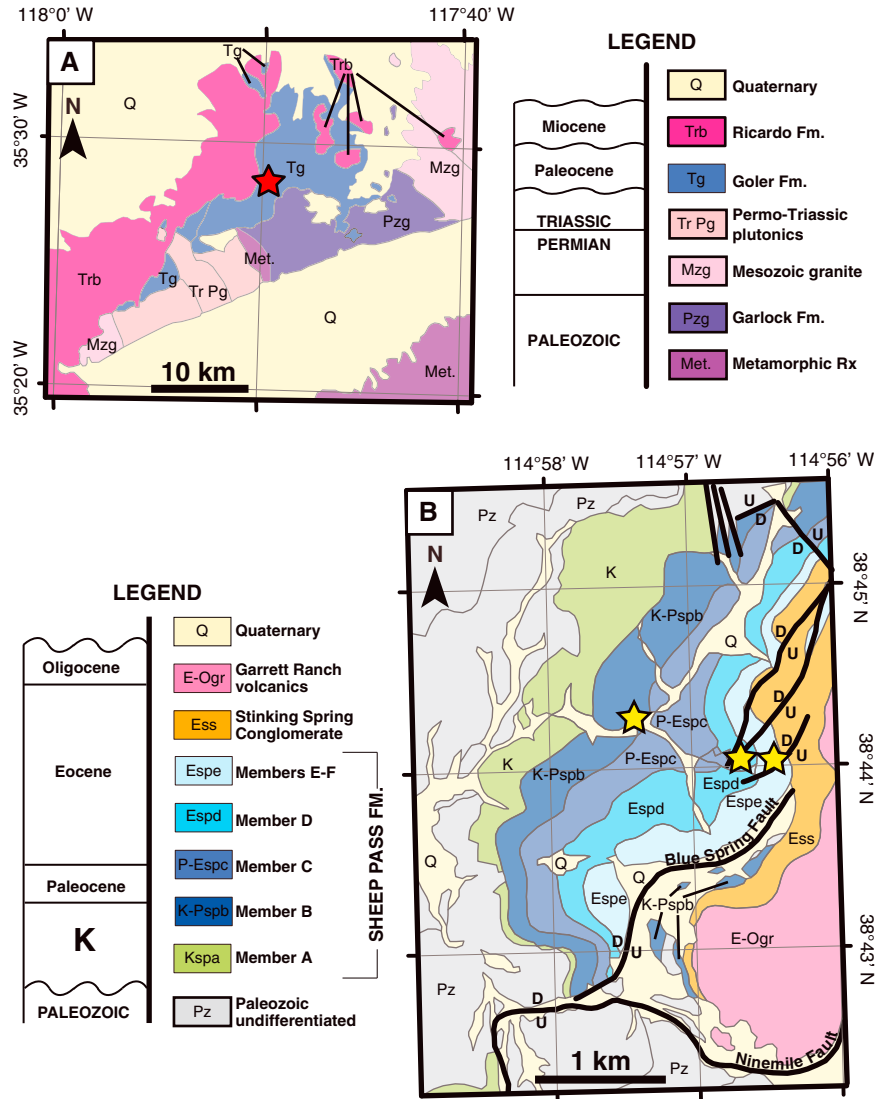 118°0' W
117°40' W
A
Tg
Trb
N
Q
35°30' W
Tg
Mzg
Pzg
Met.
Trb
Tg
Tr Pg
Q
Mzg
10 km
Met.
35°20' W
LEGEND
Miocene
Paleocene
TRIASSIC
PERMIAN
PALEOZOIC
Q Quaternary
Trb Ricardo Fm.
Tg Goler Fm.
Tr Pg Permo-Triassic
plutonics
Mzg Mesozoic granite
Pzg Garlock Fm.
Met. Metamorphic Rx
114°58' W
114°57' W
114°56' W
B
Pz
Pz
U
D
U
D
N
K
38°45' N
K-Pspb
Q
D
U
P-Espc
D
U
D
U
K
K-Pspb
P-Espc
38°44' N
Espd
Espe
Espd
Ess
Blue Spring Fault
Q
Q
Q
Espe
K-Pspb
E-Ogr
D
U
38°43' N
Pz
D
U
1 km
Pz
Ninemile Fault
LEGEND
Oligocene
Eocene
Paleocene
K
PALEOZOIC
Q Quaternary
E-Ogr Garrett Ranch
volcanics
Ess Stinking Spring
Conglomerate
Espe Members E-F
Espd Member D
P-Espc Member C
K-Pspb Member B
Kspa Member A
Pz Paleozoic
undifferentiated
SHEEP PASS FM.